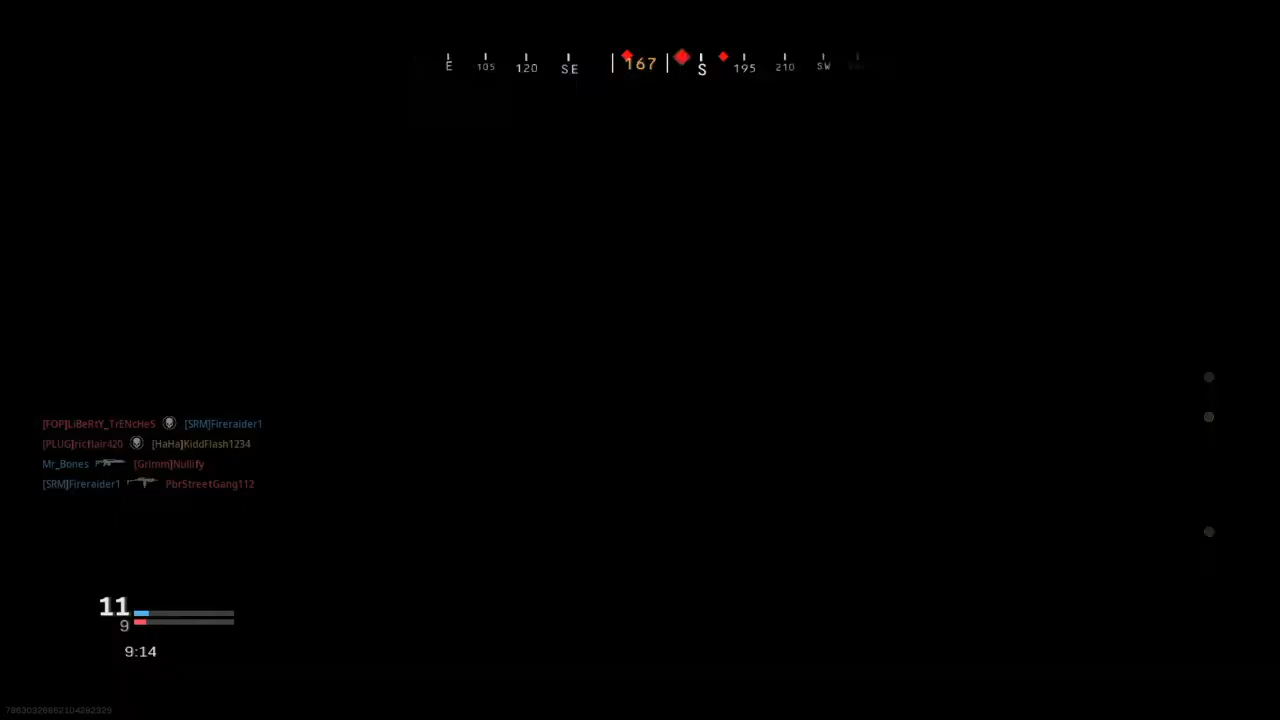 E 105 120 SE 167 S 195 210 SW
[FOP]LiBeRtY_TrENcHeS [SRM]Fireraider1
[PLUG]ricflair420 [HaHa]KiddFlash1234
Mr_Bones [Grimm]Nullify
[SRM]Fireraider1 PbrStreetGang112
11
9
9:14